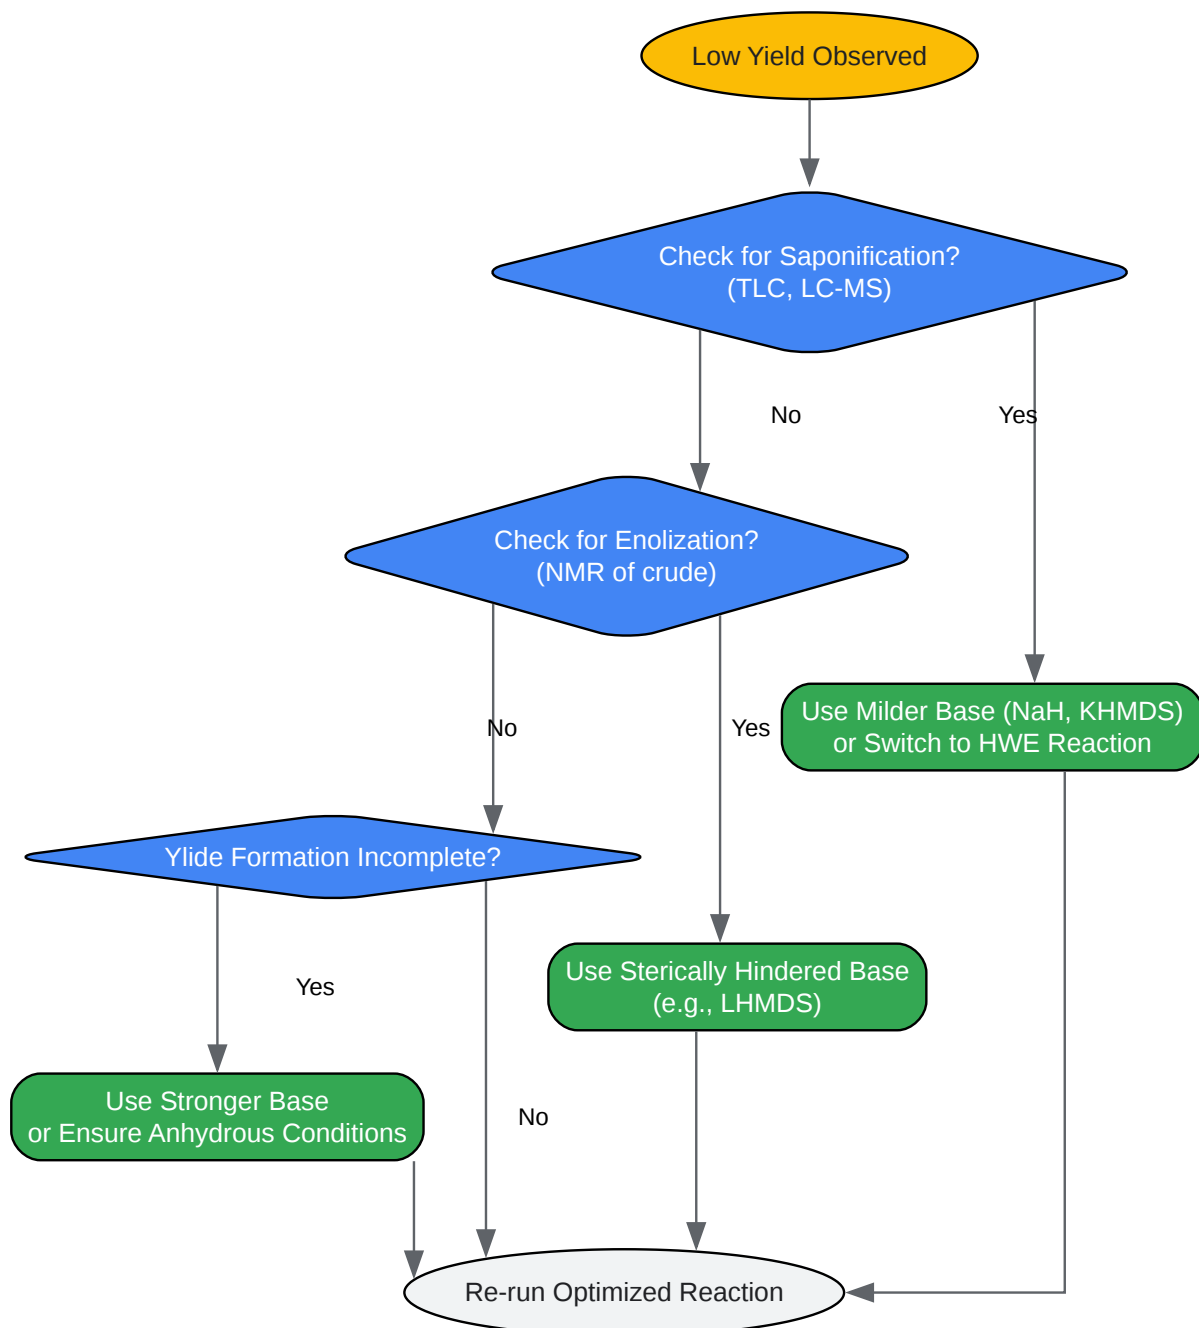 Low Yield Observed
Check for Saponification?
(TLC, LC-MS)
No
Yes
Check for Enolization?
(NMR of crude)
Use Milder Base (NaH, KHMDS)
or Switch to HWE Reaction
No
Yes
Ylide Formation Incomplete?
Use Sterically Hindered Base
(e.g., LHMDS)
Yes
Use Stronger Base
or Ensure Anhydrous Conditions
No
Re-run Optimized Reaction